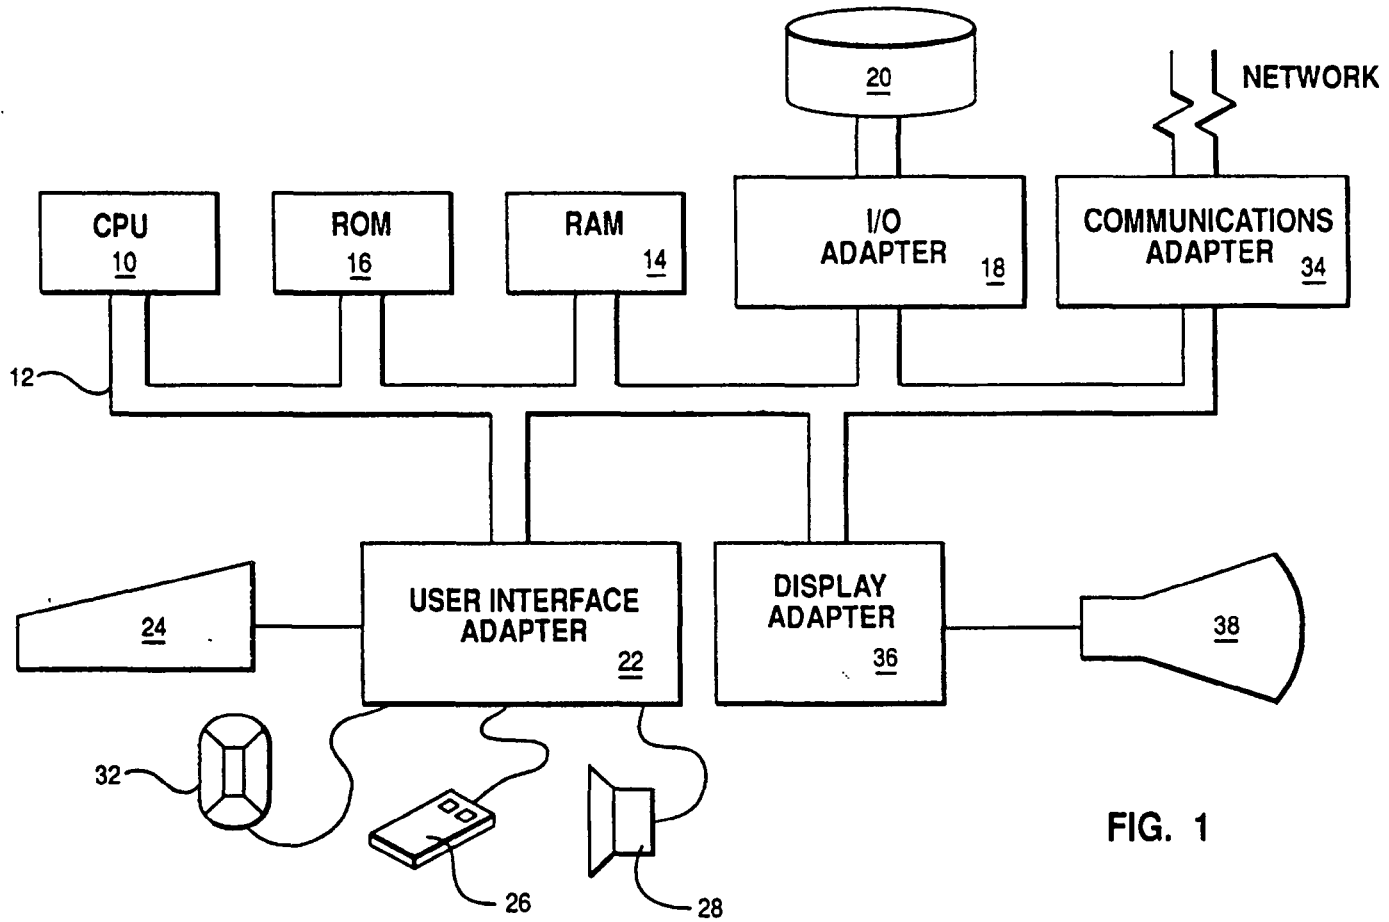 20
NETWORK
CPU
10
ROM
16
RAM
14
I/O
ADAPTER
18
COMMUNICATIONS
ADAPTER
34
12
24
USER INTERFACE
ADAPTER
22
DISPLAY
ADAPTER
36
38
32
26
28
FIG. 1